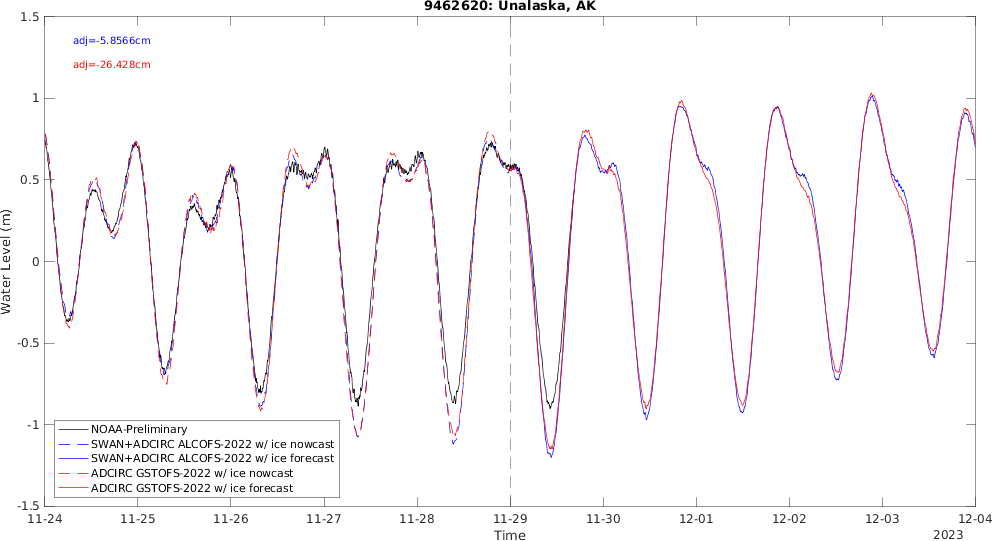 9462620: Unalaska, AK
1.5
adj=-5.8566cm
adj=-26.428cm
1
0.5
0
-0.5
-1
-1.5
Water Level (m)
NOAA-Preliminary
SWAN+ADCIRC ALCOFS-2022 w/ ice nowcast
SWAN+ADCIRC ALCOFS-2022 w/ ice forecast
ADCIRC GSTOFS-2022 w/ ice nowcast
ADCIRC GSTOFS-2022 w/ ice forecast
11-24 11-25 11-26 11-27 11-28 11-29 11-30 12-01 12-02 12-03 12-04
Time
2023